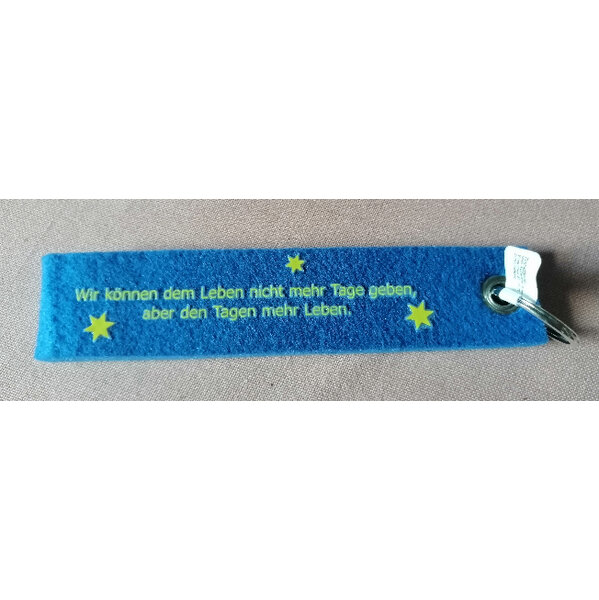 Wir können dem Leben nicht mehr Tage geben,
aber den Tagen mehr Leben.